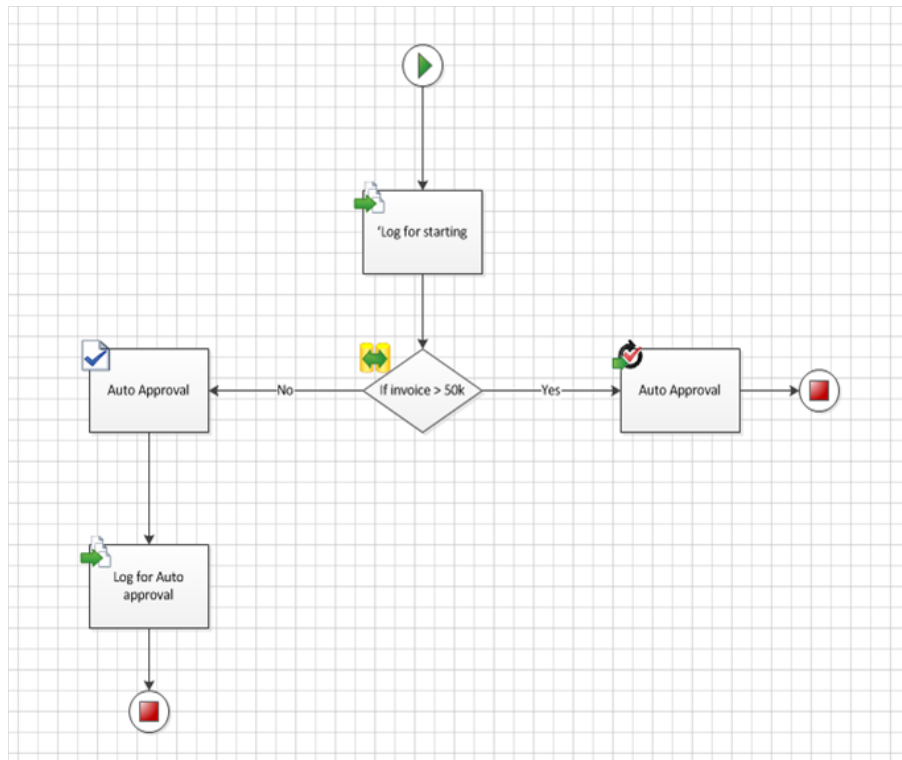 ‘Log for starting
If invoice > 50k
No
Yes
Auto Approval
Auto Approval
Log for Auto
approval